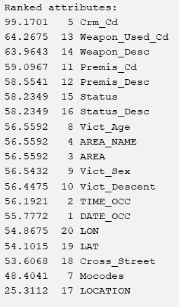 Ranked attributes:
99.1701 5 Crm_Cd
64.2675 13 Weapon_Used_Cd
63.9643 14 Weapon_Desc
59.0967 11 Premis_Cd
58.5541 12 Premis_Desc
58.2349 15 Status
58.2349 16 Status_Desc
56.5592 8 Vict_Age
56.5592 4 AREA_NAME
56.5592 3 AREA
56.5432 9 Vict_Sex
56.4475 10 Vict_Descent
56.1921 2 TIME_OCC
55.7772 1 DATE_OCC
54.8675 20 LON
54.1015 19 LAT
53.6068 18 Cross_Street
48.4041 7 Mocodes
25.3112 17 LOCATION